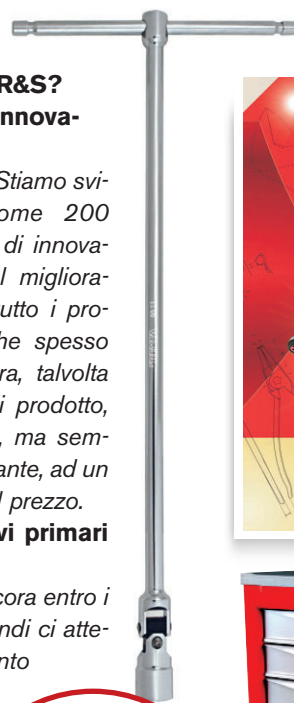 R&S?
nnova-
Stiamo svi-
ome 200
di innova-
l migliora-
utto i pro-
he spesso
ra, talvolta
i prodotto,
, ma sem-
ante, ad un
l prezzo.
vi primari
cora entro i
ndi ci atte-
nto